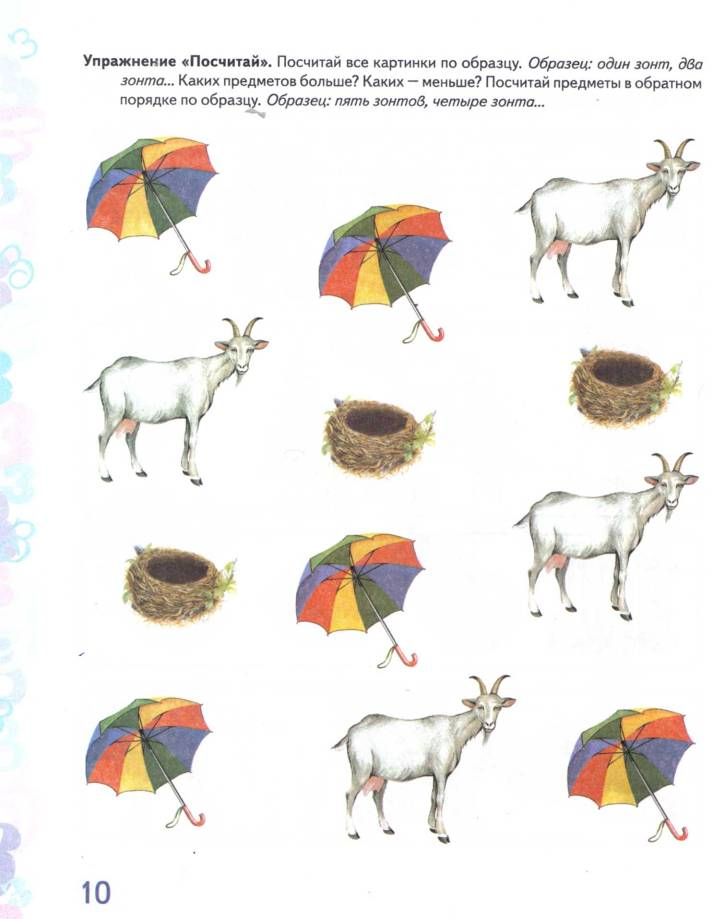 Упражнение «Посчитай». Посчитай все картинки по образцу. Образец: один зонт, два
зонта... Каких предметов больше? Каких — меньше? Посчитай предметы в обратном
порядке по образцу. Образец: пять зонтов, четыре зонта...
10